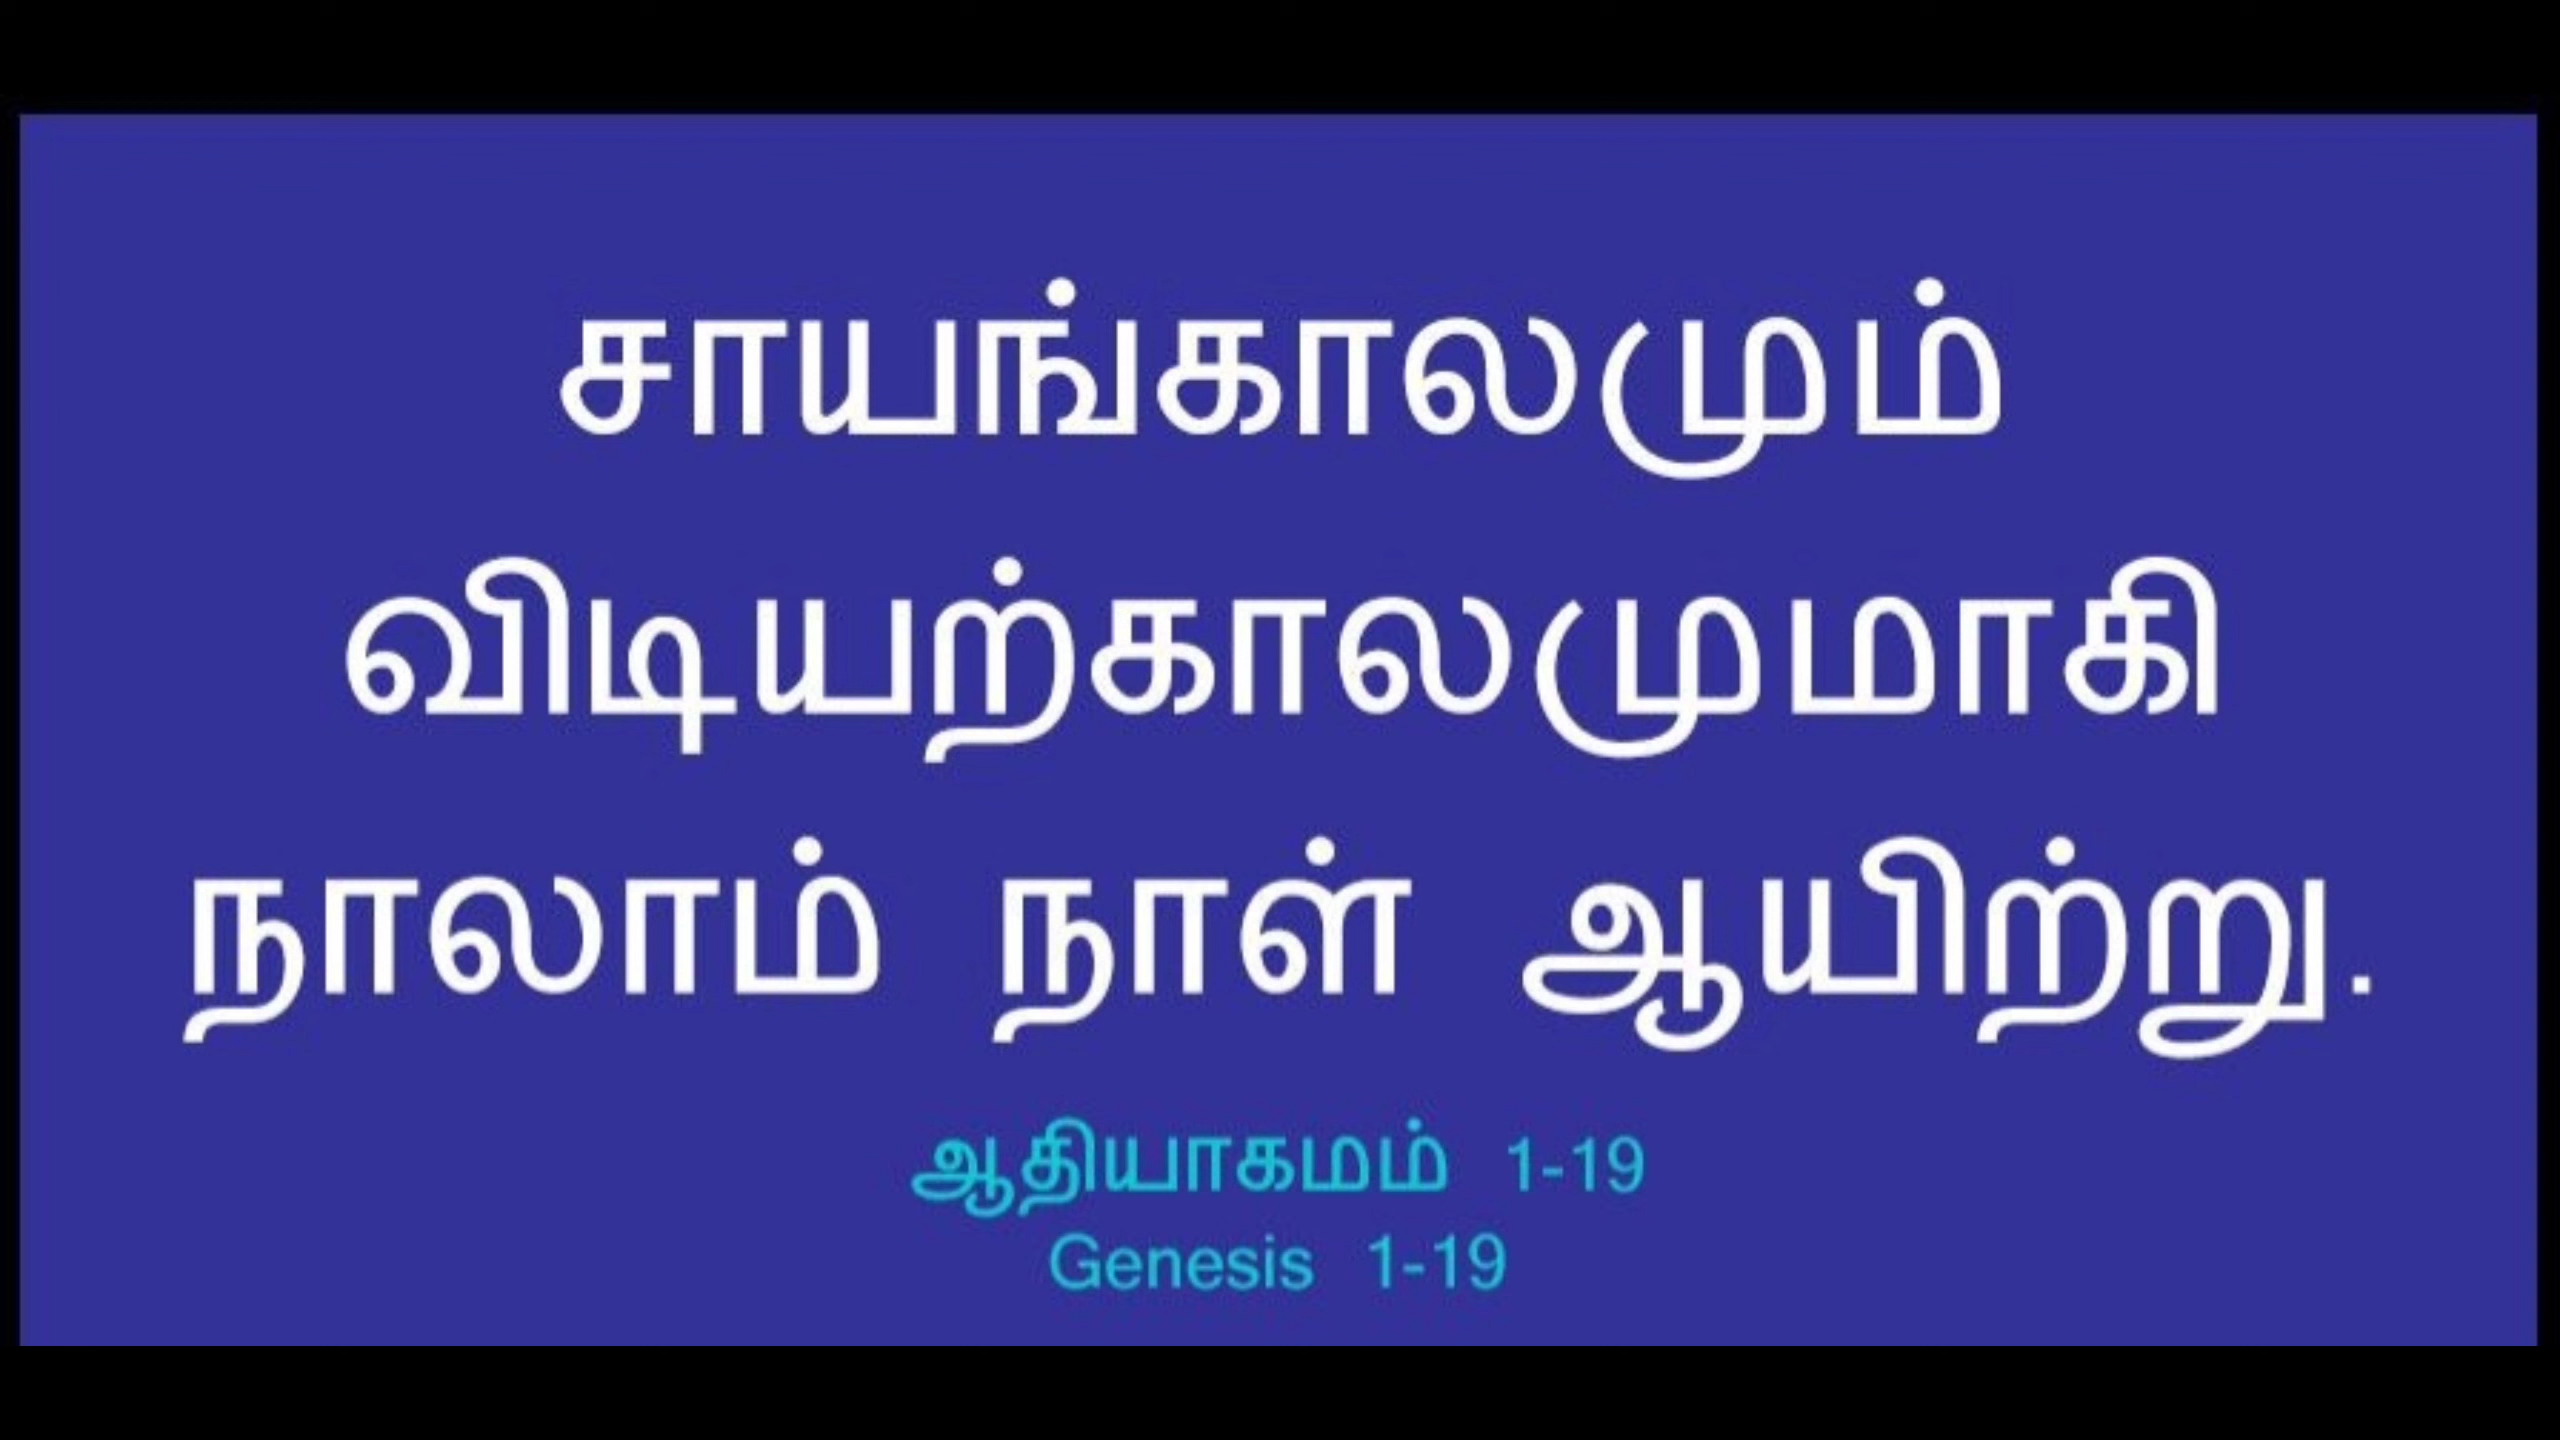 சாயங்காலமும்
விடியற்காலமுமாகி
நாலாம் நாள் ஆயிற்று.
ஆதியாகமம் 1-19
Genesis 1-19